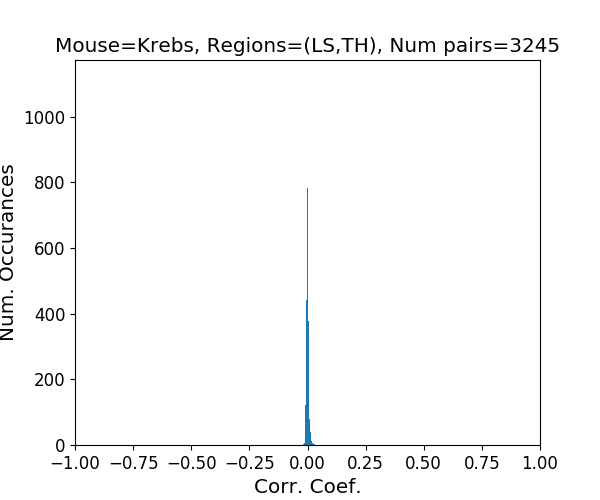 Mouse=Krebs, Regions=(LS,TH), Num pairs=3245
1000
800
600
400
200
0
Num. Occurances
−1.00 −0.75 −0.50 −0.25 0.00 0.25 0.50 0.75 1.00
Corr. Coef.